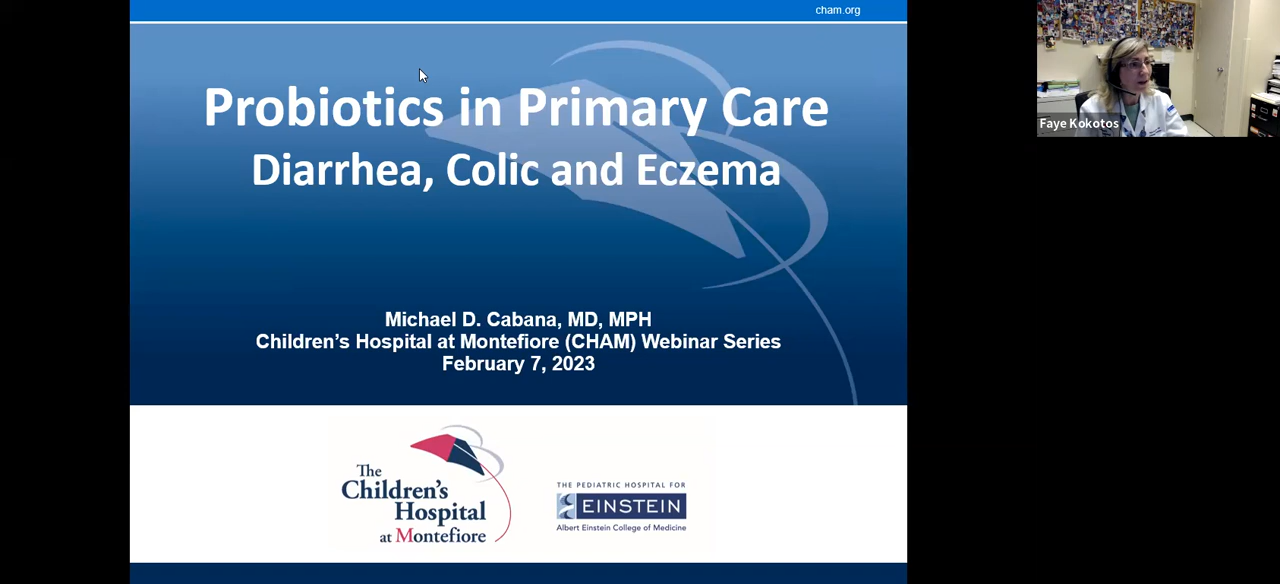 cham.org
Probiotics in Primary Care
Diarrhea, Colic and Eczema
Michael D. Cabana, MD, MPH
Children's Hospital at Montefiore (CHAM) Webinar Series
February 7, 2023
The
Children's
Hospital
at Montefiore
THE PEDIATRIC HOSPITAL FOR
EINSTEIN
Albert Einstein College of Medicine
Faye Kokotos